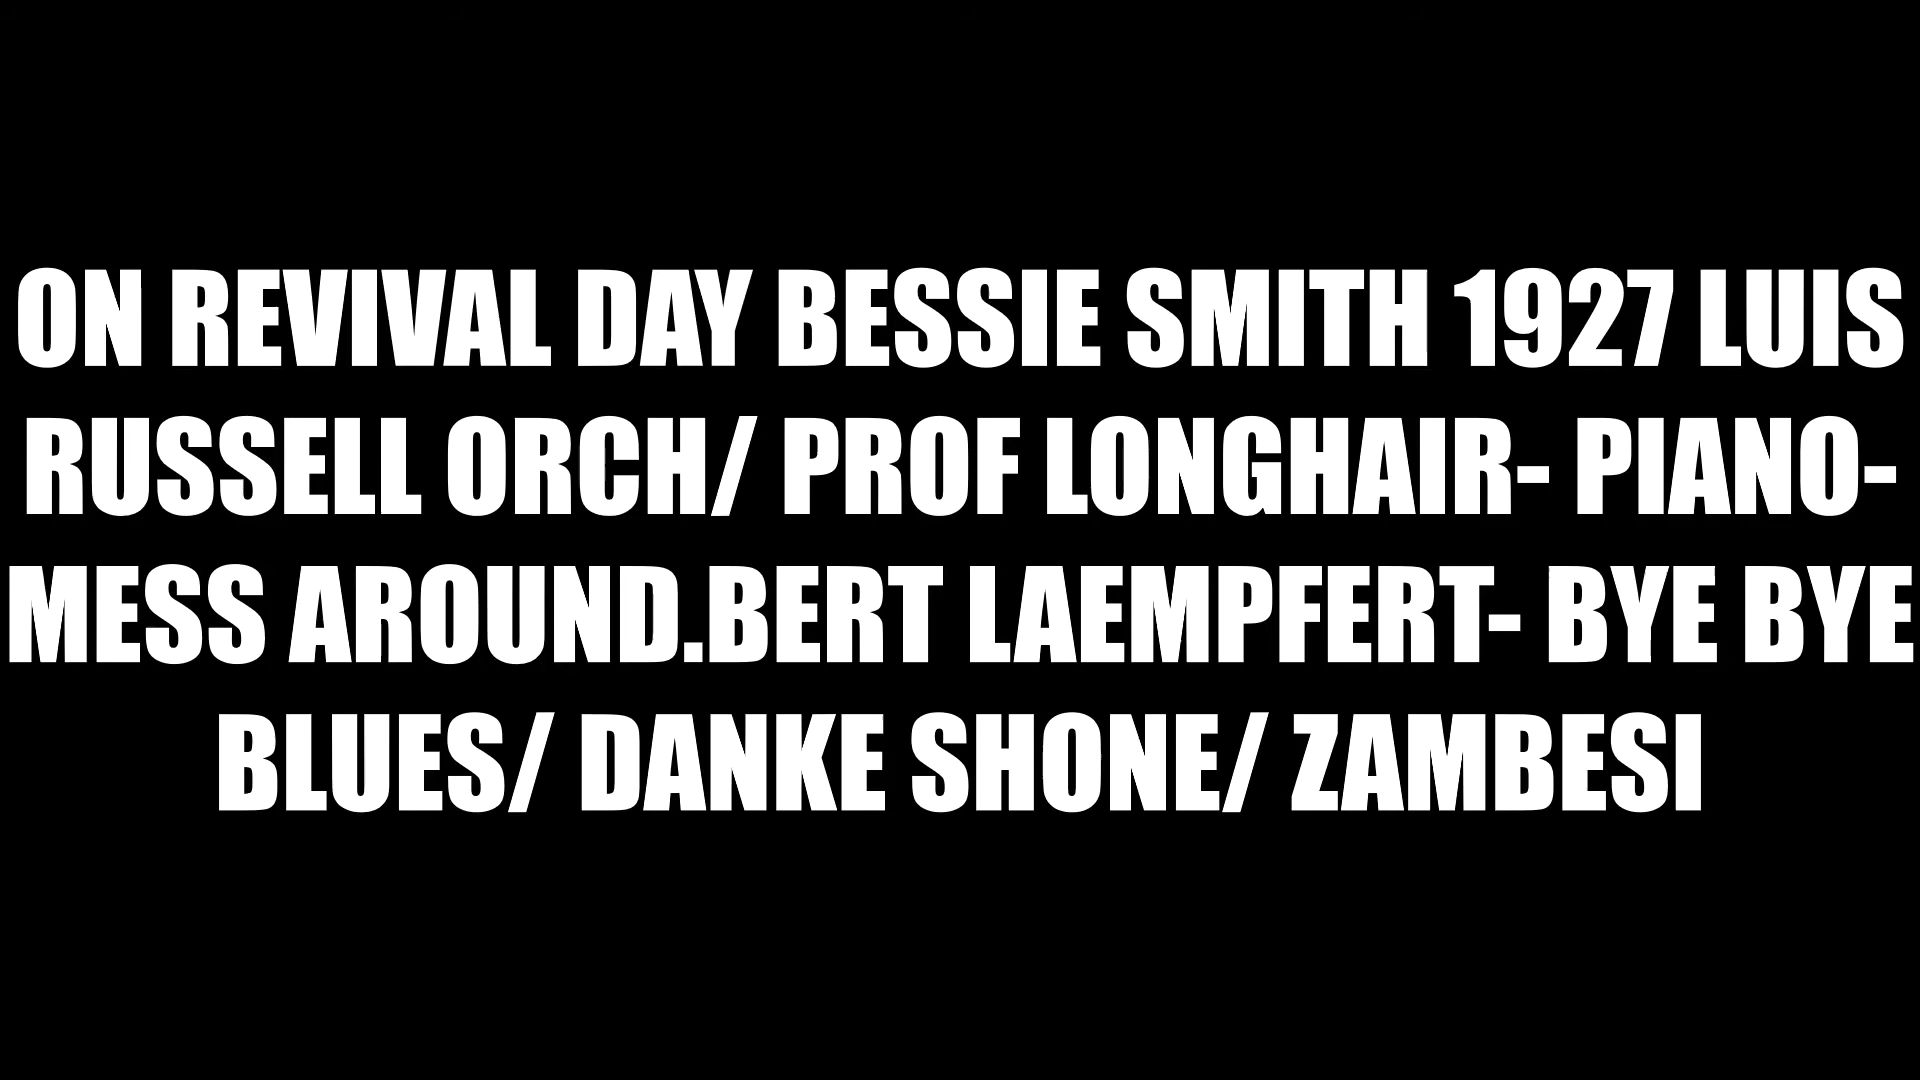 ON REVIVAL DAY BESSIE SMITH 1927 LUIS
RUSSELL ORCH/ PROF LONGHAIR- PIANO-
MESS AROUND.BERT LAEMPFERT- BYE BYE
BLUES/ DANKE SHONE/ ZAMBESI